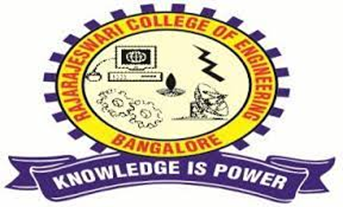 RAJARAJESWARI COLLEGE OF ENGINEERING
BANGALORE
KNOWLEDGE IS POWER